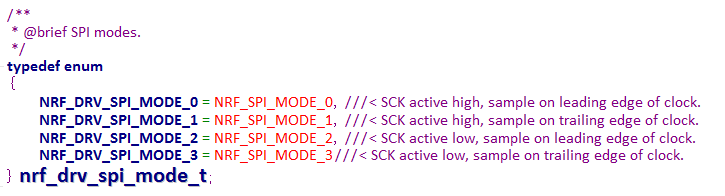 /**
* @brief SPI modes.
*/
typedef enum
{
NRF_DRV_SPI_MODE_0 = NRF_SPI_MODE_0, ///< SCK active high, sample on leading edge of clock.
NRF_DRV_SPI_MODE_1 = NRF_SPI_MODE_1, ///< SCK active high, sample on trailing edge of clock.
NRF_DRV_SPI_MODE_2 = NRF_SPI_MODE_2, ///< SCK active low, sample on leading edge of clock.
NRF_DRV_SPI_MODE_3 = NRF_SPI_MODE_3///< SCK active low, sample on trailing edge of clock.
} nrf_drv_spi_mode_t;